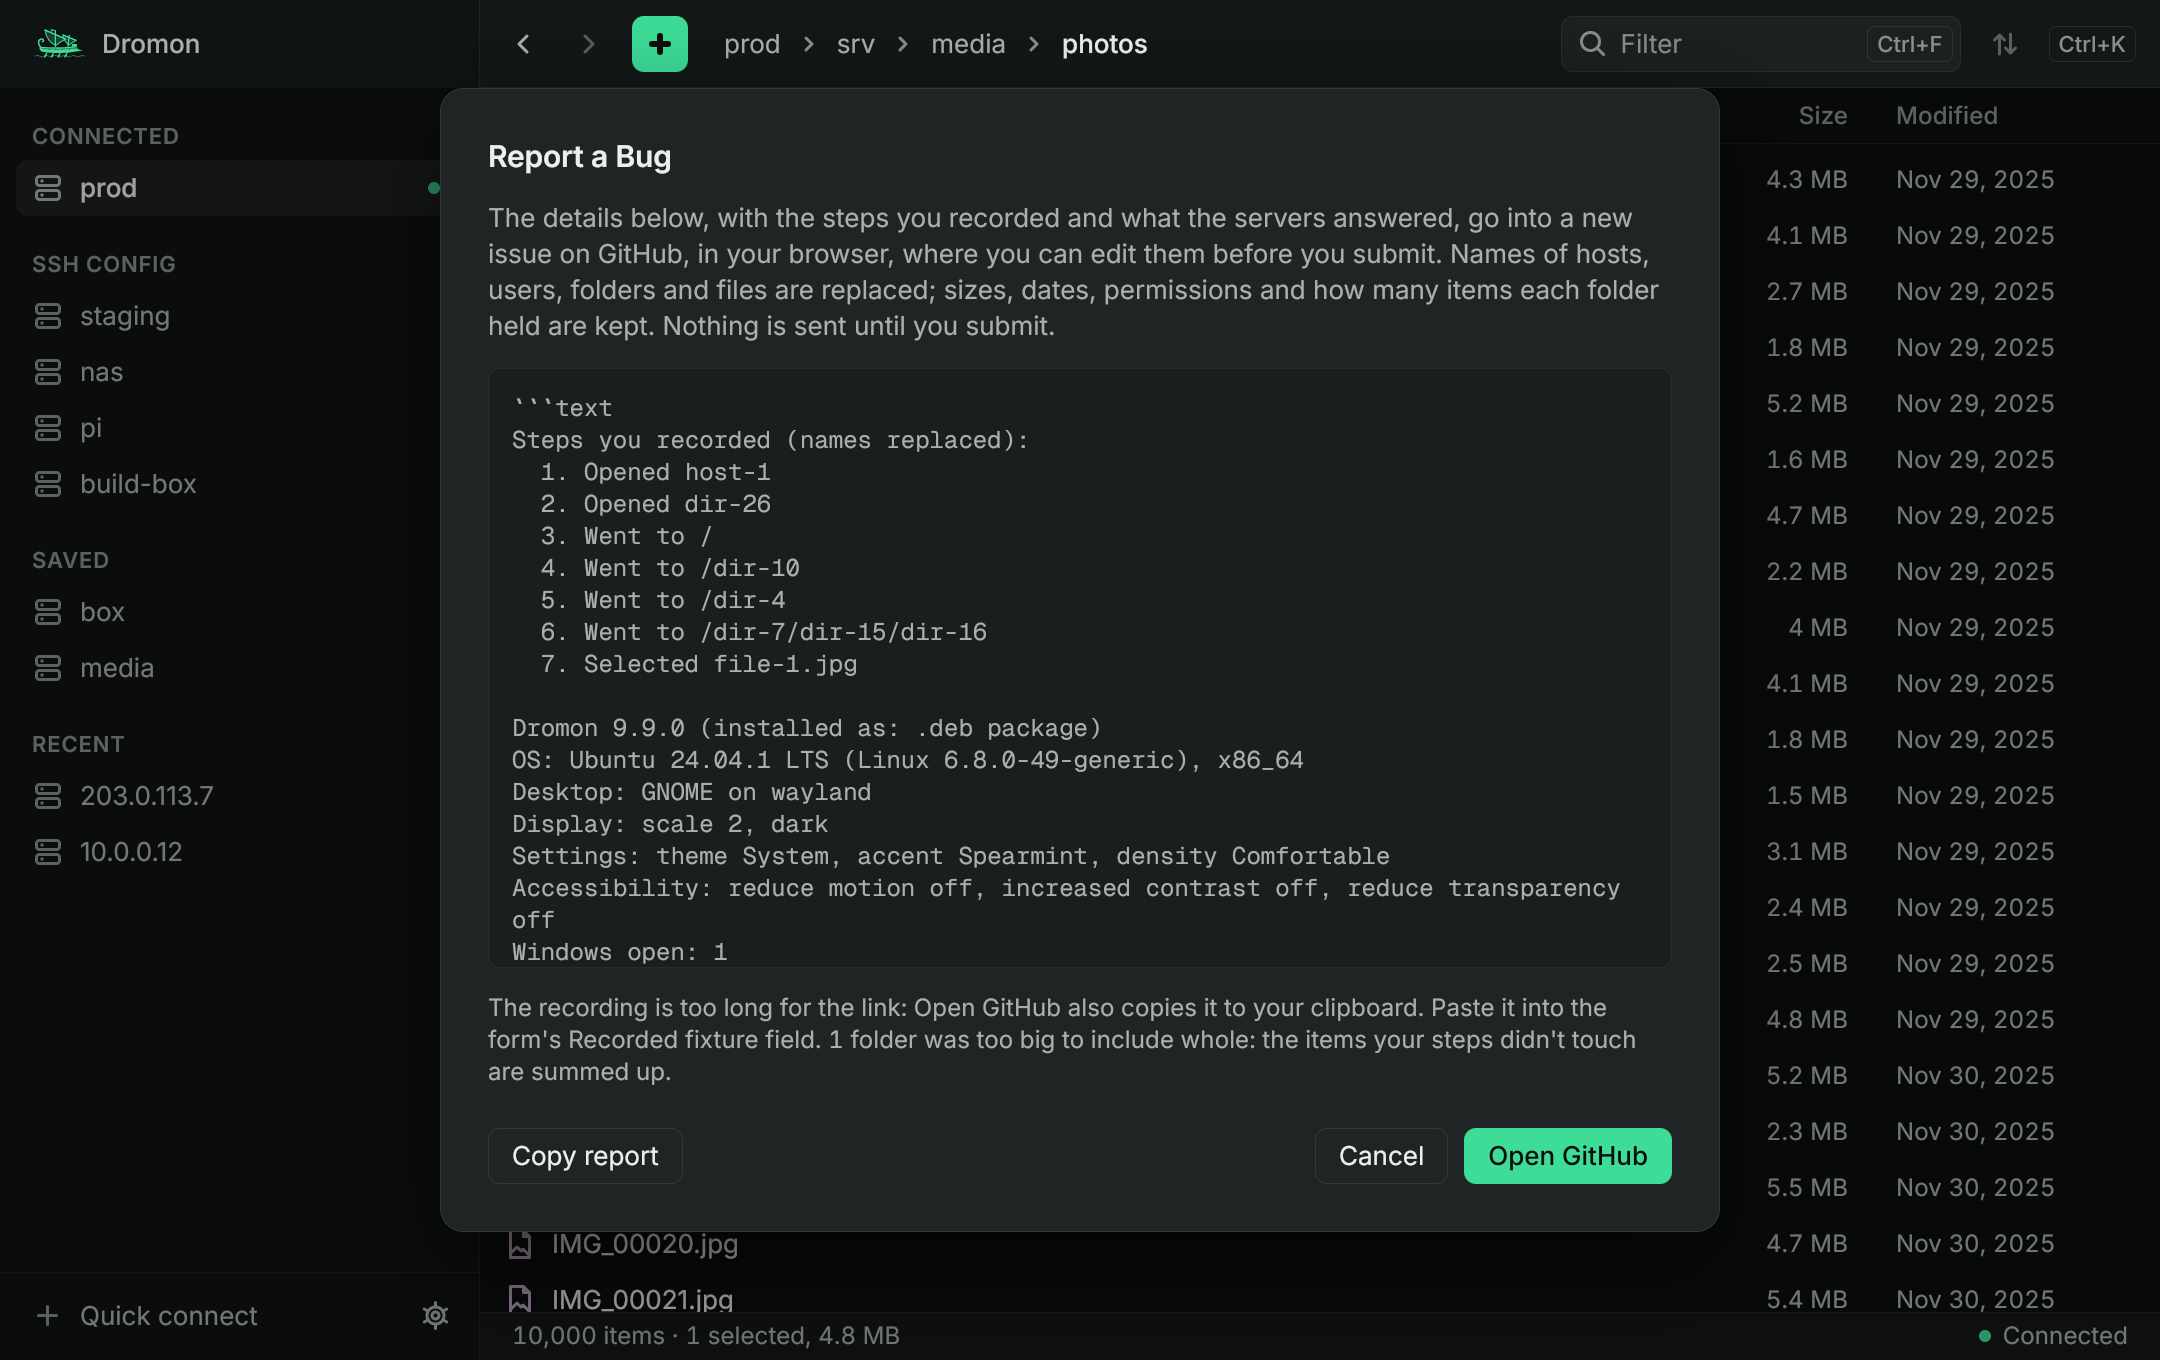 Dromon
prod
srv
media
photos
Filter
Ctrl+F
Ctrl+K
CONNECTED
prod
SSH CONFIG
staging
nas
pi
build-box
SAVED
box
media
RECENT
203.0.113.7
10.0.0.12
Quick connect
Report a Bug
The details below, with the steps you recorded and what the servers answered, go into a new
issue on GitHub, in your browser, where you can edit them before you submit. Names of hosts,
users, folders and files are replaced; sizes, dates, permissions and how many items each folder
held are kept. Nothing is sent until you submit.
```text
Steps you recorded (names replaced):
1. Opened host-1
2. Opened dir-26
3. Went to /
4. Went to /dir-10
5. Went to /dir-4
6. Went to /dir-7/dir-15/dir-16
7. Selected file-1.jpg
Dromon 9.9.0 (installed as: .deb package)
OS: Ubuntu 24.04.1 LTS (Linux 6.8.0-49-generic), x86_64
Desktop: GNOME on wayland
Display: scale 2, dark
Settings: theme System, accent Spearmint, density Comfortable
Accessibility: reduce motion off, increased contrast off, reduce transparency
off
Windows open: 1
The recording is too long for the link: Open GitHub also copies it to your clipboard. Paste it into the
form's Recorded fixture field. 1 folder was too big to include whole: the items your steps didn't touch
are summed up.
Copy report
Cancel
Open GitHub
Size Modified
4.3 MB Nov 29, 2025
4.1 MB Nov 29, 2025
2.7 MB Nov 29, 2025
1.8 MB Nov 29, 2025
5.2 MB Nov 29, 2025
1.6 MB Nov 29, 2025
4.7 MB Nov 29, 2025
2.2 MB Nov 29, 2025
4 MB Nov 29, 2025
4.1 MB Nov 29, 2025
1.8 MB Nov 29, 2025
1.5 MB Nov 29, 2025
3.1 MB Nov 29, 2025
2.4 MB Nov 29, 2025
2.5 MB Nov 29, 2025
4.8 MB Nov 29, 2025
5.2 MB Nov 30, 2025
2.3 MB Nov 30, 2025
5.5 MB Nov 30, 2025
IMG_00020.jpg 4.7 MB Nov 30, 2025
IMG_00021.jpg 5.4 MB Nov 30, 2025
10,000 items · 1 selected, 4.8 MB
Connected